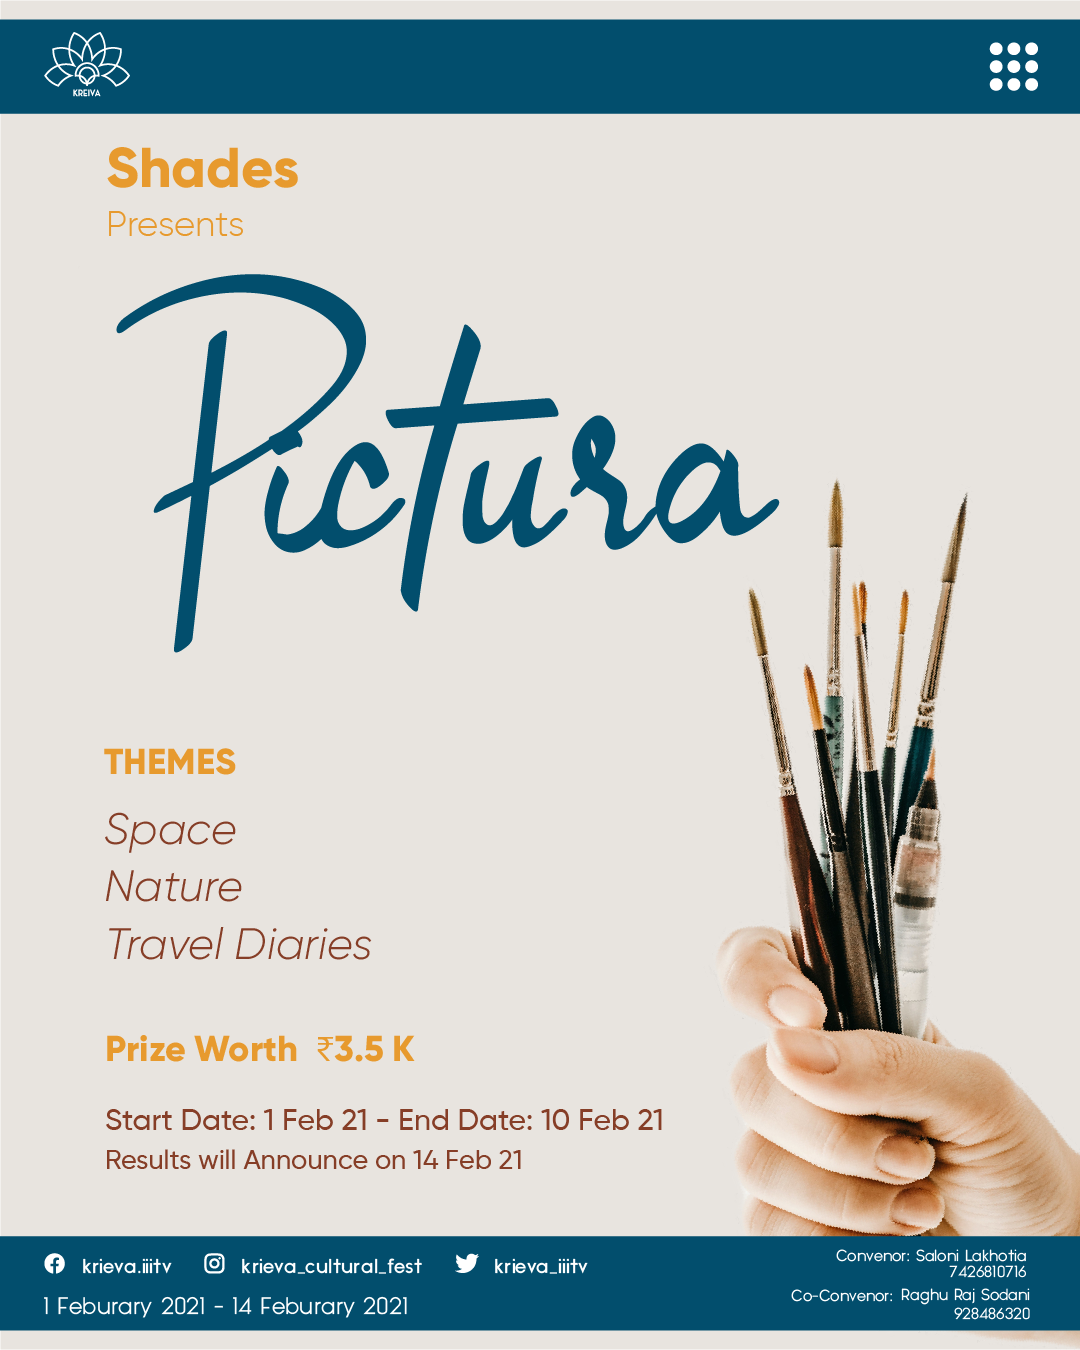 KREIVA
Shades
Presents
Pictura
THEMES
Space
Nature
Travel Diaries
Prize Worth ₹3.5 K
Start Date: 1 Feb 21 - End Date: 10 Feb 21
Results will Announce on 14 Feb 21
krieva.iiitv krieva_cultural_fest krieva_iiitv
1 Feburary 2021 - 14 Feburary 2021
Convenor: Saloni Lakhotia
7426810716
Co-Convenor: Raghu Raj Sodani
928486320